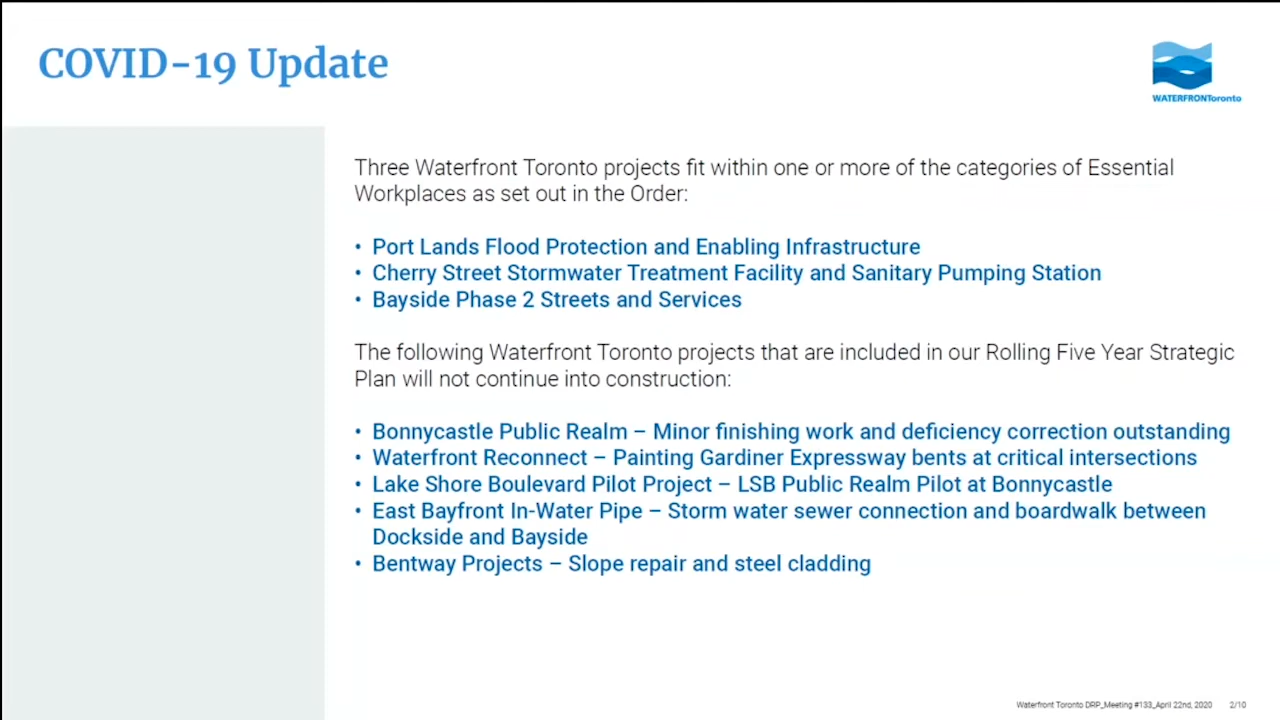 COVID-19 Update
WATERFRONToronto
Three Waterfront Toronto projects fit within one or more of the categories of Essential
Workplaces as set out in the Order:
• Port Lands Flood Protection and Enabling Infrastructure
• Cherry Street Stormwater Treatment Facility and Sanitary Pumping Station
• Bayside Phase 2 Streets and Services
The following Waterfront Toronto projects that are included in our Rolling Five Year Strategic
Plan will not continue into construction:
• Bonnycastle Public Realm – Minor finishing work and deficiency correction outstanding
• Waterfront Reconnect – Painting Gardiner Expressway bents at critical intersections
• Lake Shore Boulevard Pilot Project – LSB Public Realm Pilot at Bonnycastle
• East Bayfront In-Water Pipe – Storm water sewer connection and boardwalk between
Dockside and Bayside
• Bentway Projects – Slope repair and steel cladding
Waterfront Toronto DRP_Meeting #133_April 22nd, 2020 2/10